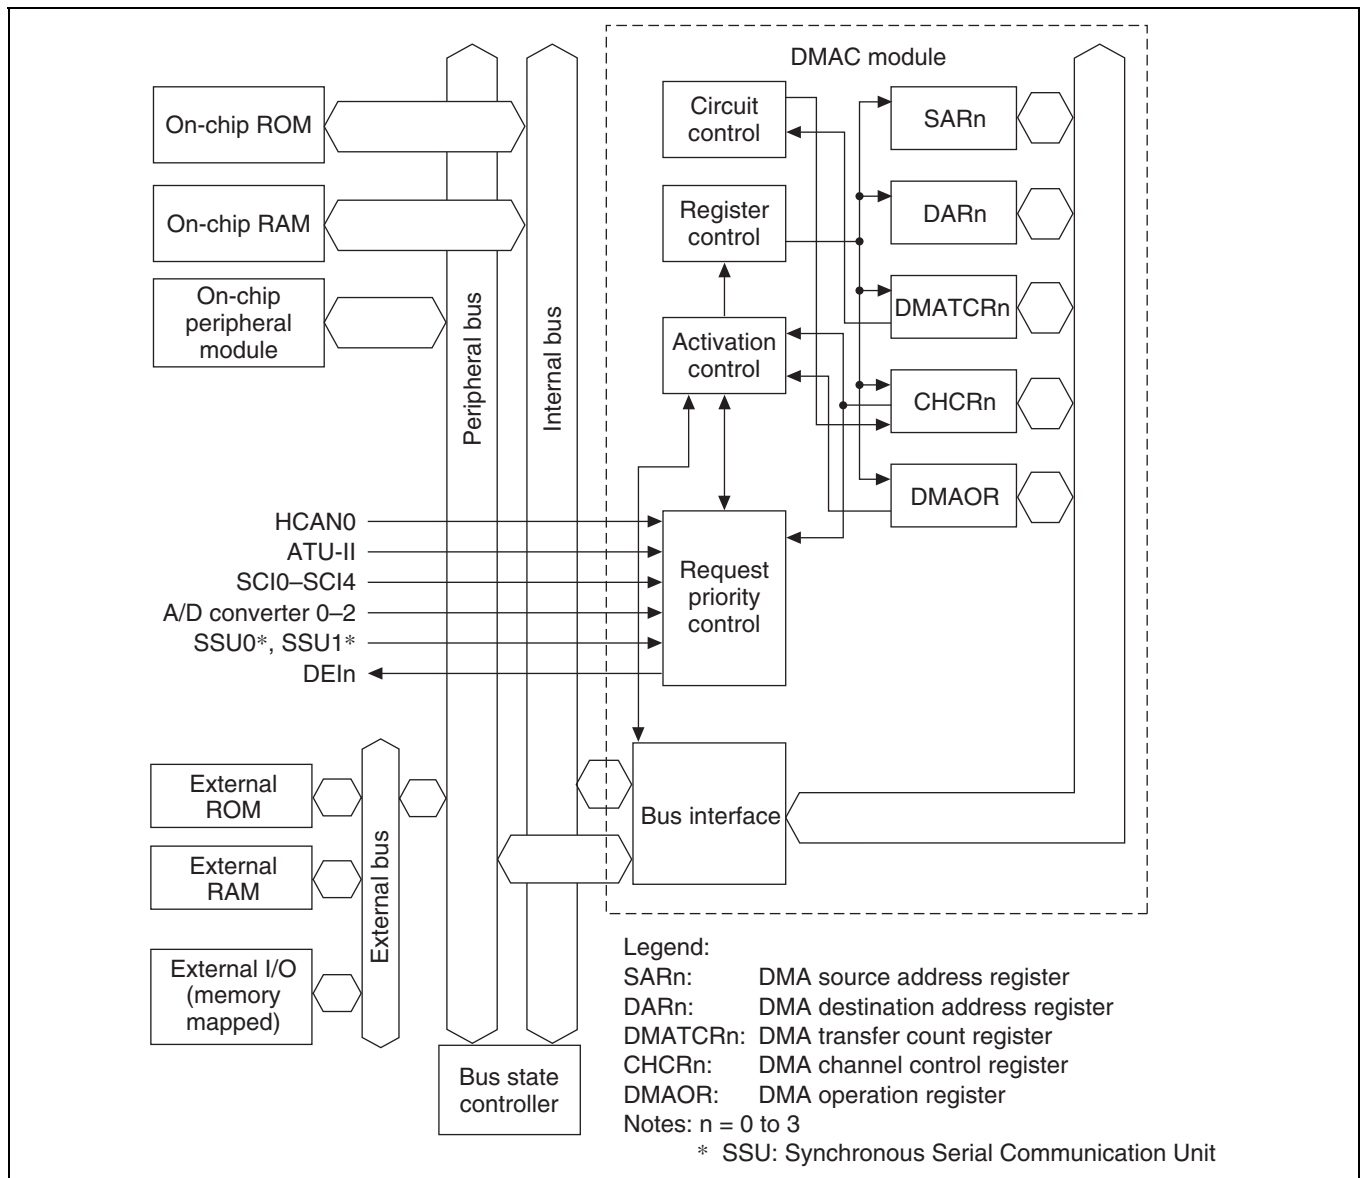 DMAC module
On-chip ROM
On-chip RAM
On-chip
peripheral
module
Peripheral bus
Internal bus
Circuit
control
Register
control
Activation
control
SARn
DARn
DMATCRn
CHCRn
DMAOR
HCAN0
ATU-II
SCI0–SCI4
A/D converter 0–2
SSU0*, SSU1*
DEIn
Request
priority
control
External
ROM
External
RAM
External I/O
(memory
mapped)
External bus
Bus interface
Bus state
controller
Legend:
SARn: DMA source address register
DARn: DMA destination address register
DMATCRn: DMA transfer count register
CHCRn: DMA channel control register
DMAOR: DMA operation register
Notes: n = 0 to 3
* SSU: Synchronous Serial Communication Unit